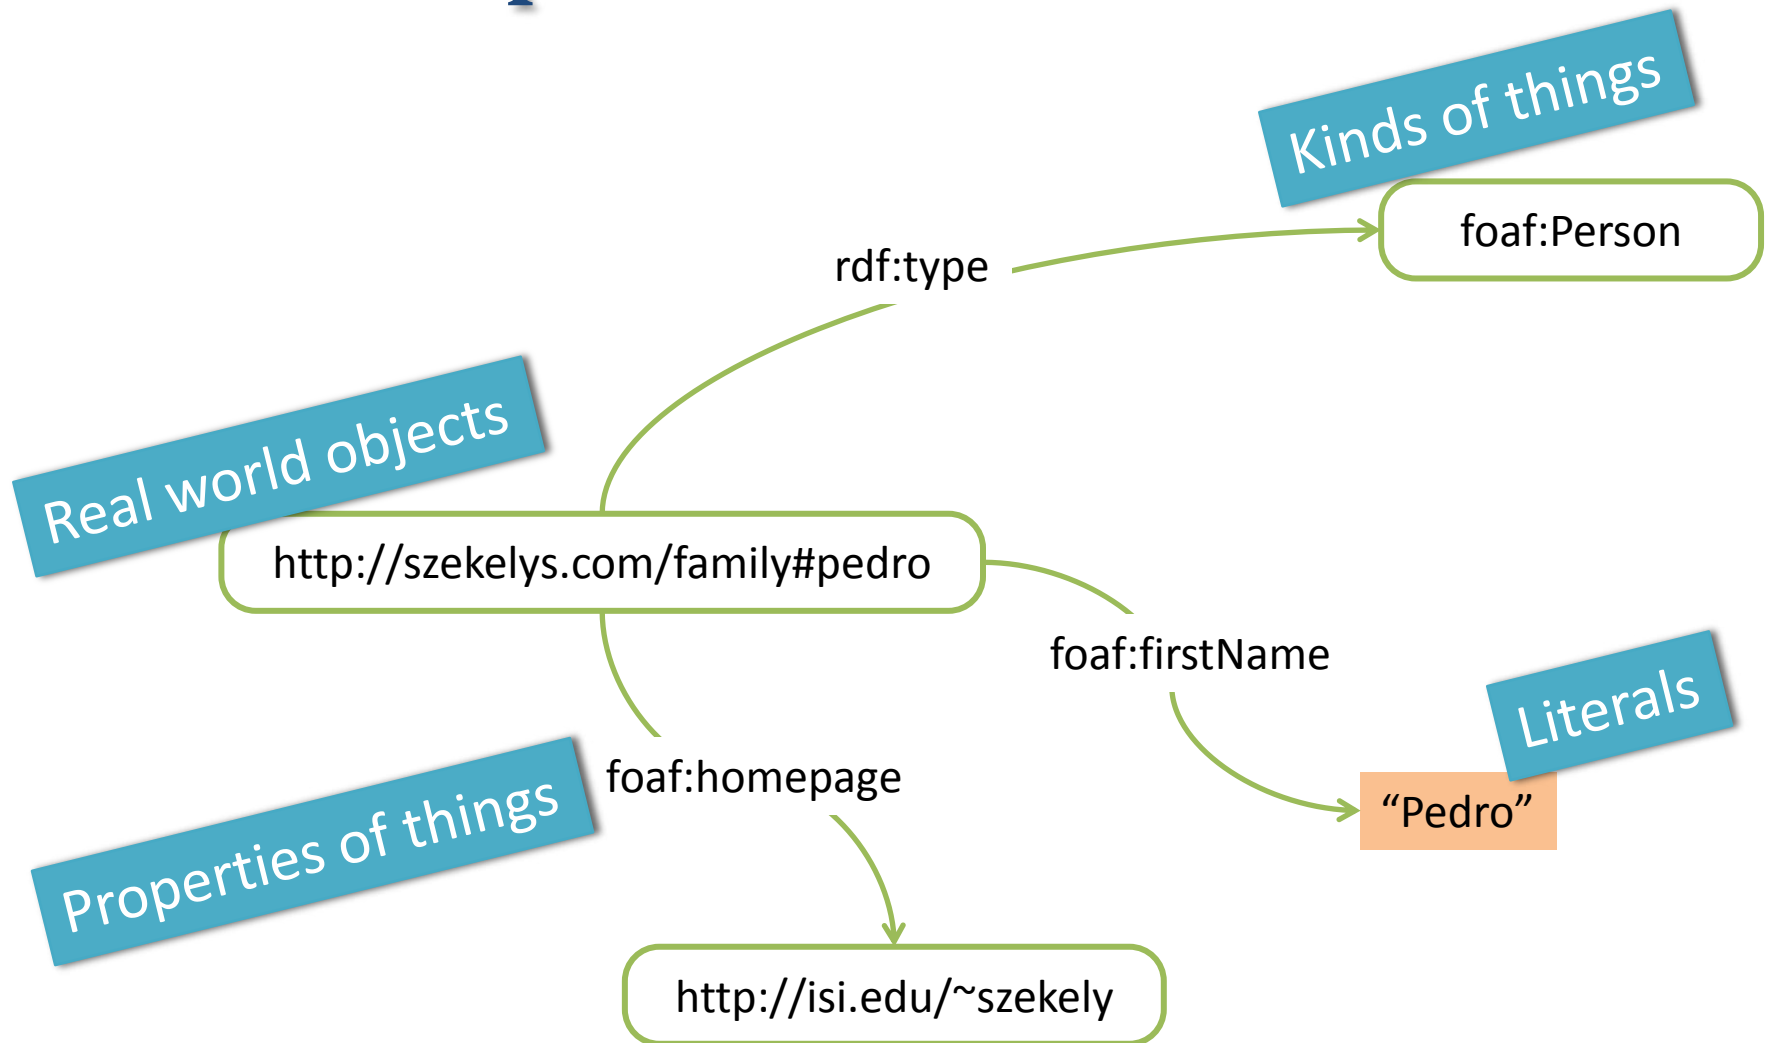 Kinds of things
foaf:Person
rdf:type
Real world objects
http://szekelys.com/family#pedro
foaf:firstName
Literals
foaf:homepage
“Pedro”
Properties of things
http://isi.edu/~szekely